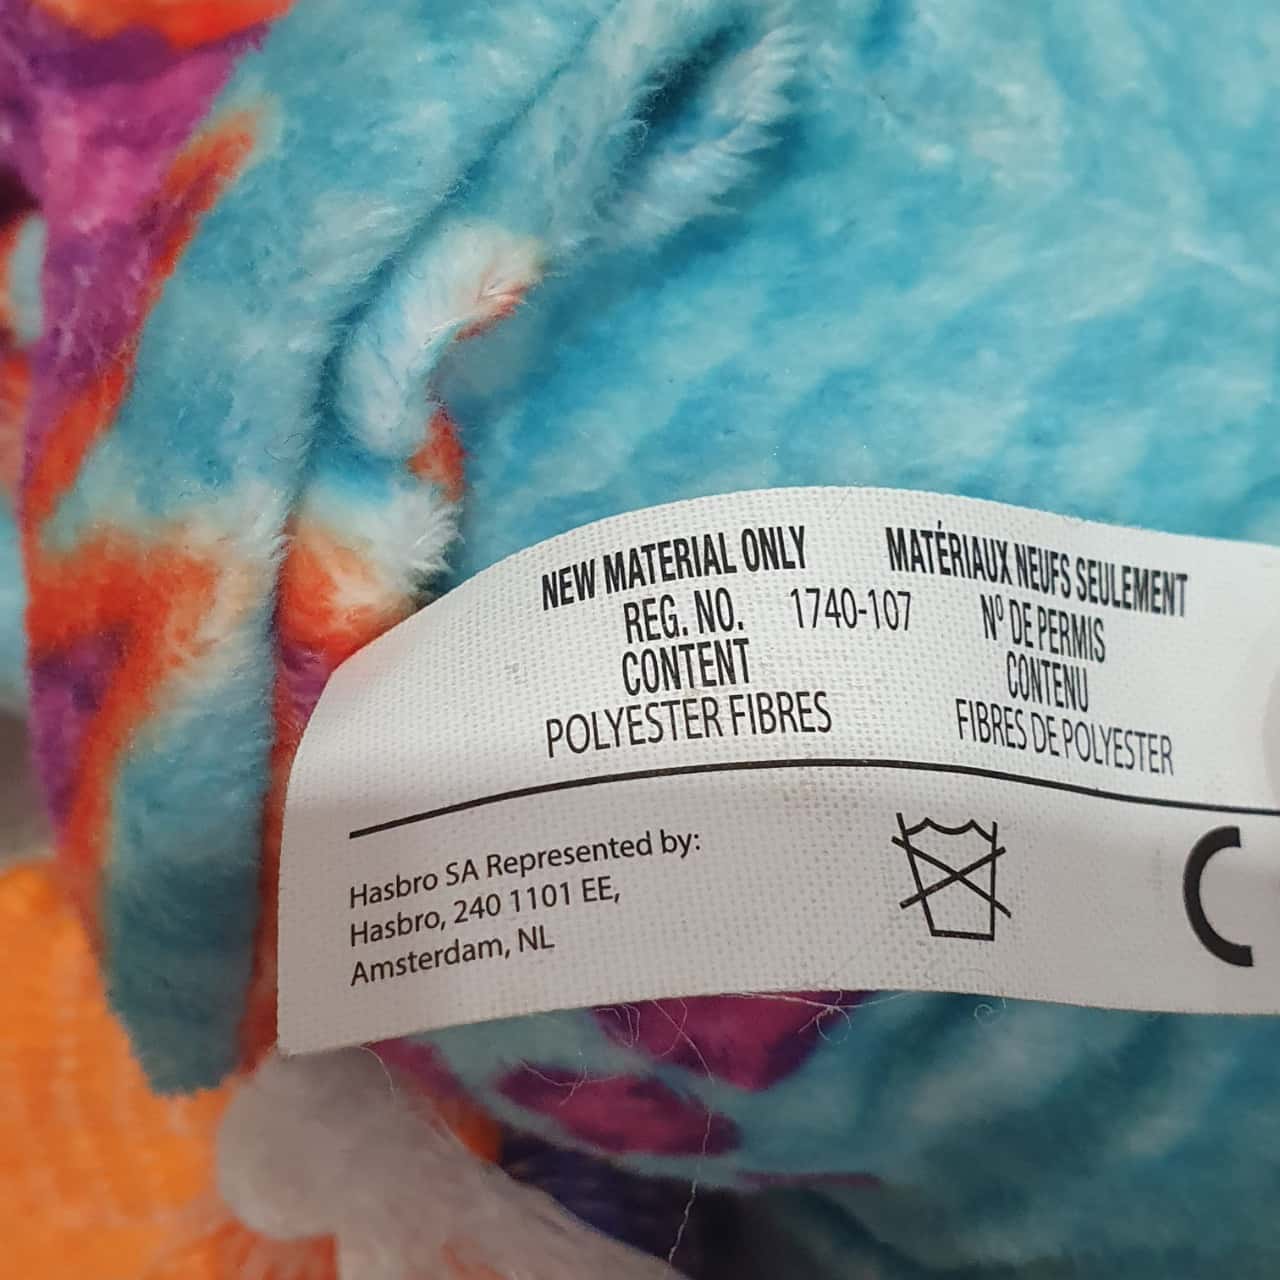 NEW MATERIAL ONLY MATÉRIAUX NEUFS SEULEMENT
REG. NO. 1740-107 Nº DE PERMIS
CONTENT CONTENU
POLYESTER FIBRES FIBRES DE POLYESTER
Hasbro SA Represented by:
Hasbro, 240 1101 EE,
Amsterdam, NL